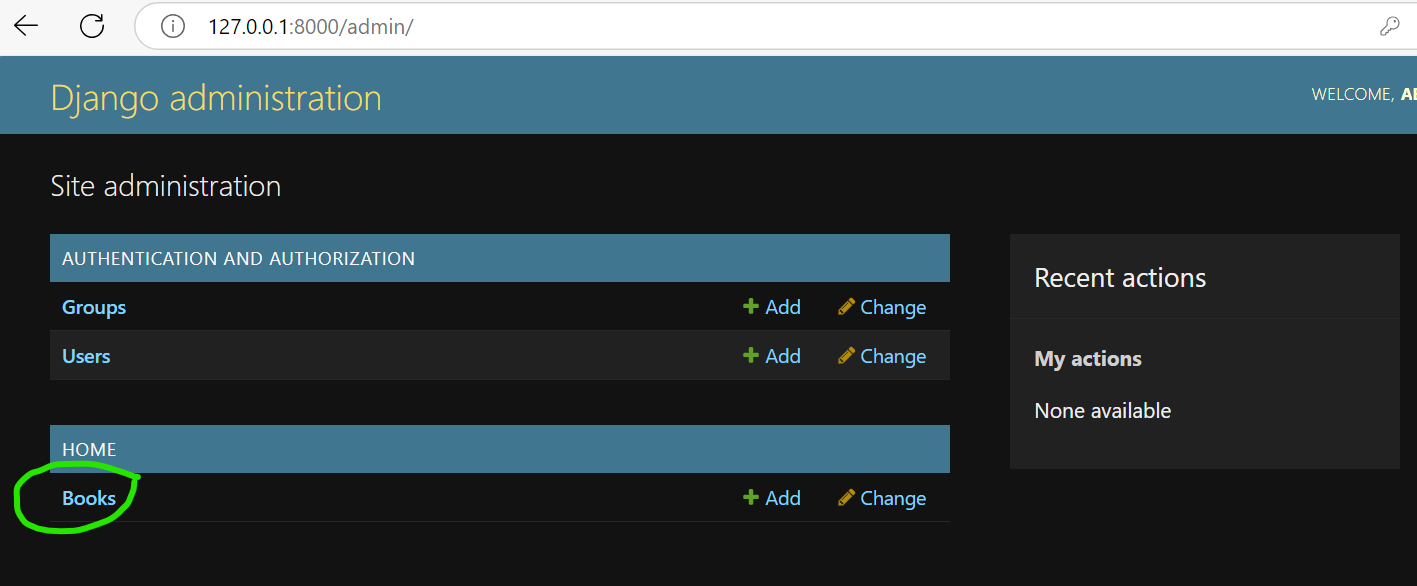 127.0.0.1:8000/admin/
Django administration
WELCOME,
Site administration
AUTHENTICATION AND AUTHORIZATION
Groups Add Change
Users Add Change
HOME
Books Add Change
Recent actions
My actions
None available